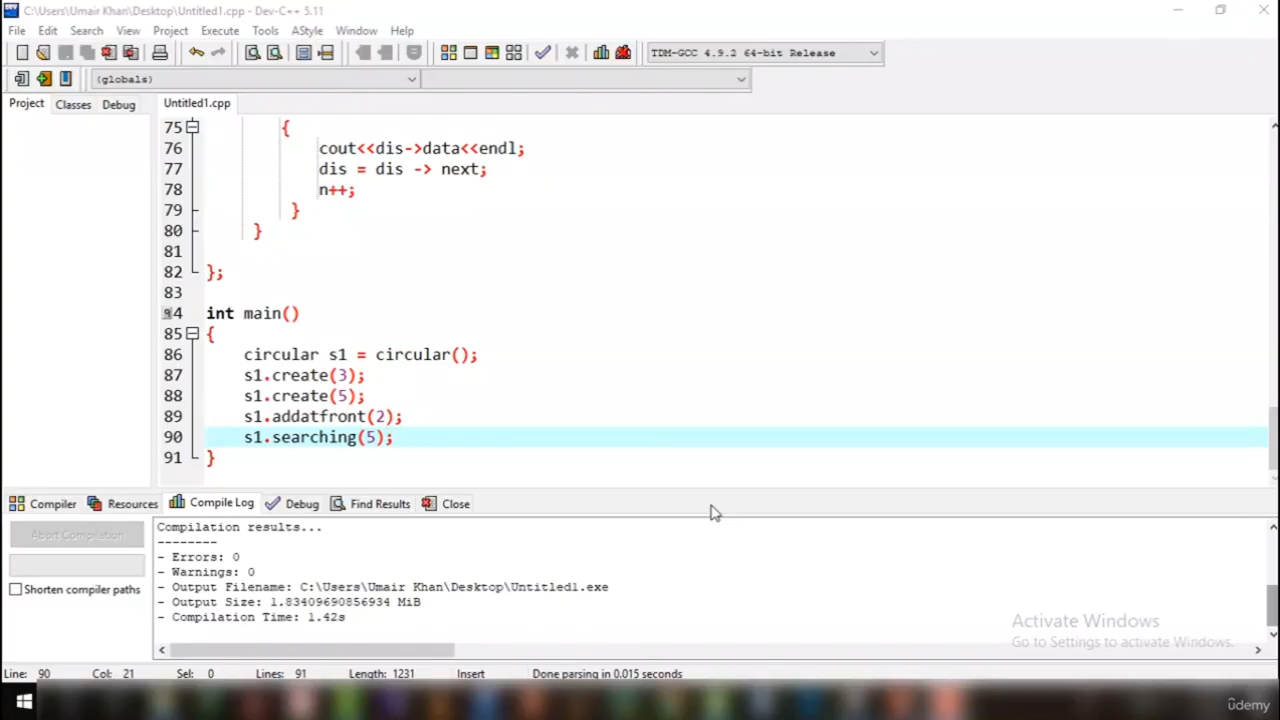 C:\Users\Umair Khan\Desktop\Untitled1.cpp - Dev-C++ 5.11
File Edit Search View Project Execute Tools AStyle Window Help
TDM-GCC 4.9.2 64-bit Release
(globals)
Project Classes Debug Untitled1.cpp
75 {
76 cout<<dis->data<<endl;
77 dis = dis -> next;
78 n++;
79 }
80 }
81
82 };
83
84 int main()
85 {
86 circular s1 = circular();
87 s1.create(3);
88 s1.create(5);
89 s1.addatfront(2);
90 s1.searching(5);
91 }
Compiler Resources Compile Log Debug Find Results Close
Abort Compilation
Shorten compiler paths
Compilation results...
--------
- Errors: 0
- Warnings: 0
- Output Filename: C:\Users\Umair Khan\Desktop\Untitled1.exe
- Output Size: 1.83409690856934 MiB
- Compilation Time: 1.42s
Activate Windows
Go to Settings to activate Windows.
Line: 90 Col: 21 Sel: 0 Lines: 91 Length: 1231 Insert Done parsing in 0.015 seconds
ûdemy